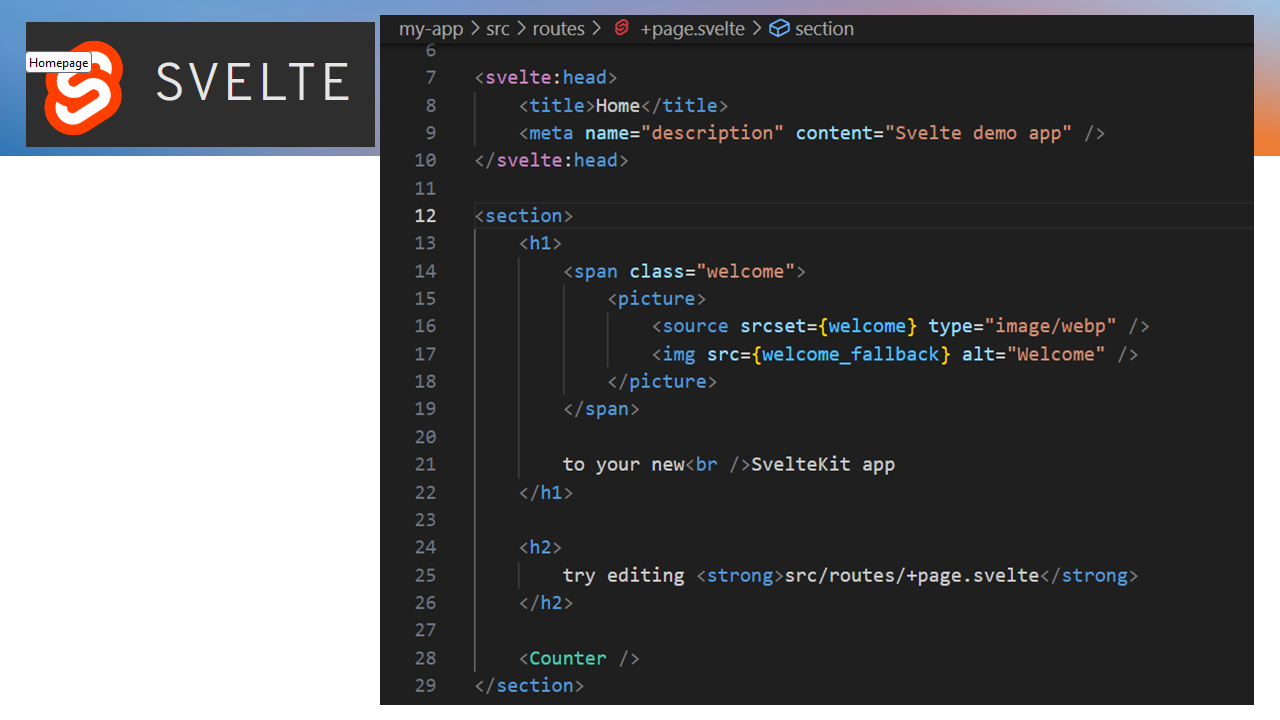 Homepage
SVELTE
my-app > src > routes > +page.svelte > section
6
7 <svelte:head>
8 <title>Home</title>
9 <meta name="description" content="Svelte demo app" />
10 </svelte:head>
11
12 <section>
13 <h1>
14 <span class="welcome">
15 <picture>
16 <source srcset={welcome} type="image/webp" />
17 <img src={welcome_fallback} alt="Welcome" />
18 </picture>
19 </span>
20
21 to your new<br />SvelteKit app
22 </h1>
23
24 <h2>
25 try editing <strong>src/routes/+page.svelte</strong>
26 </h2>
27
28 <Counter />
29 </section>